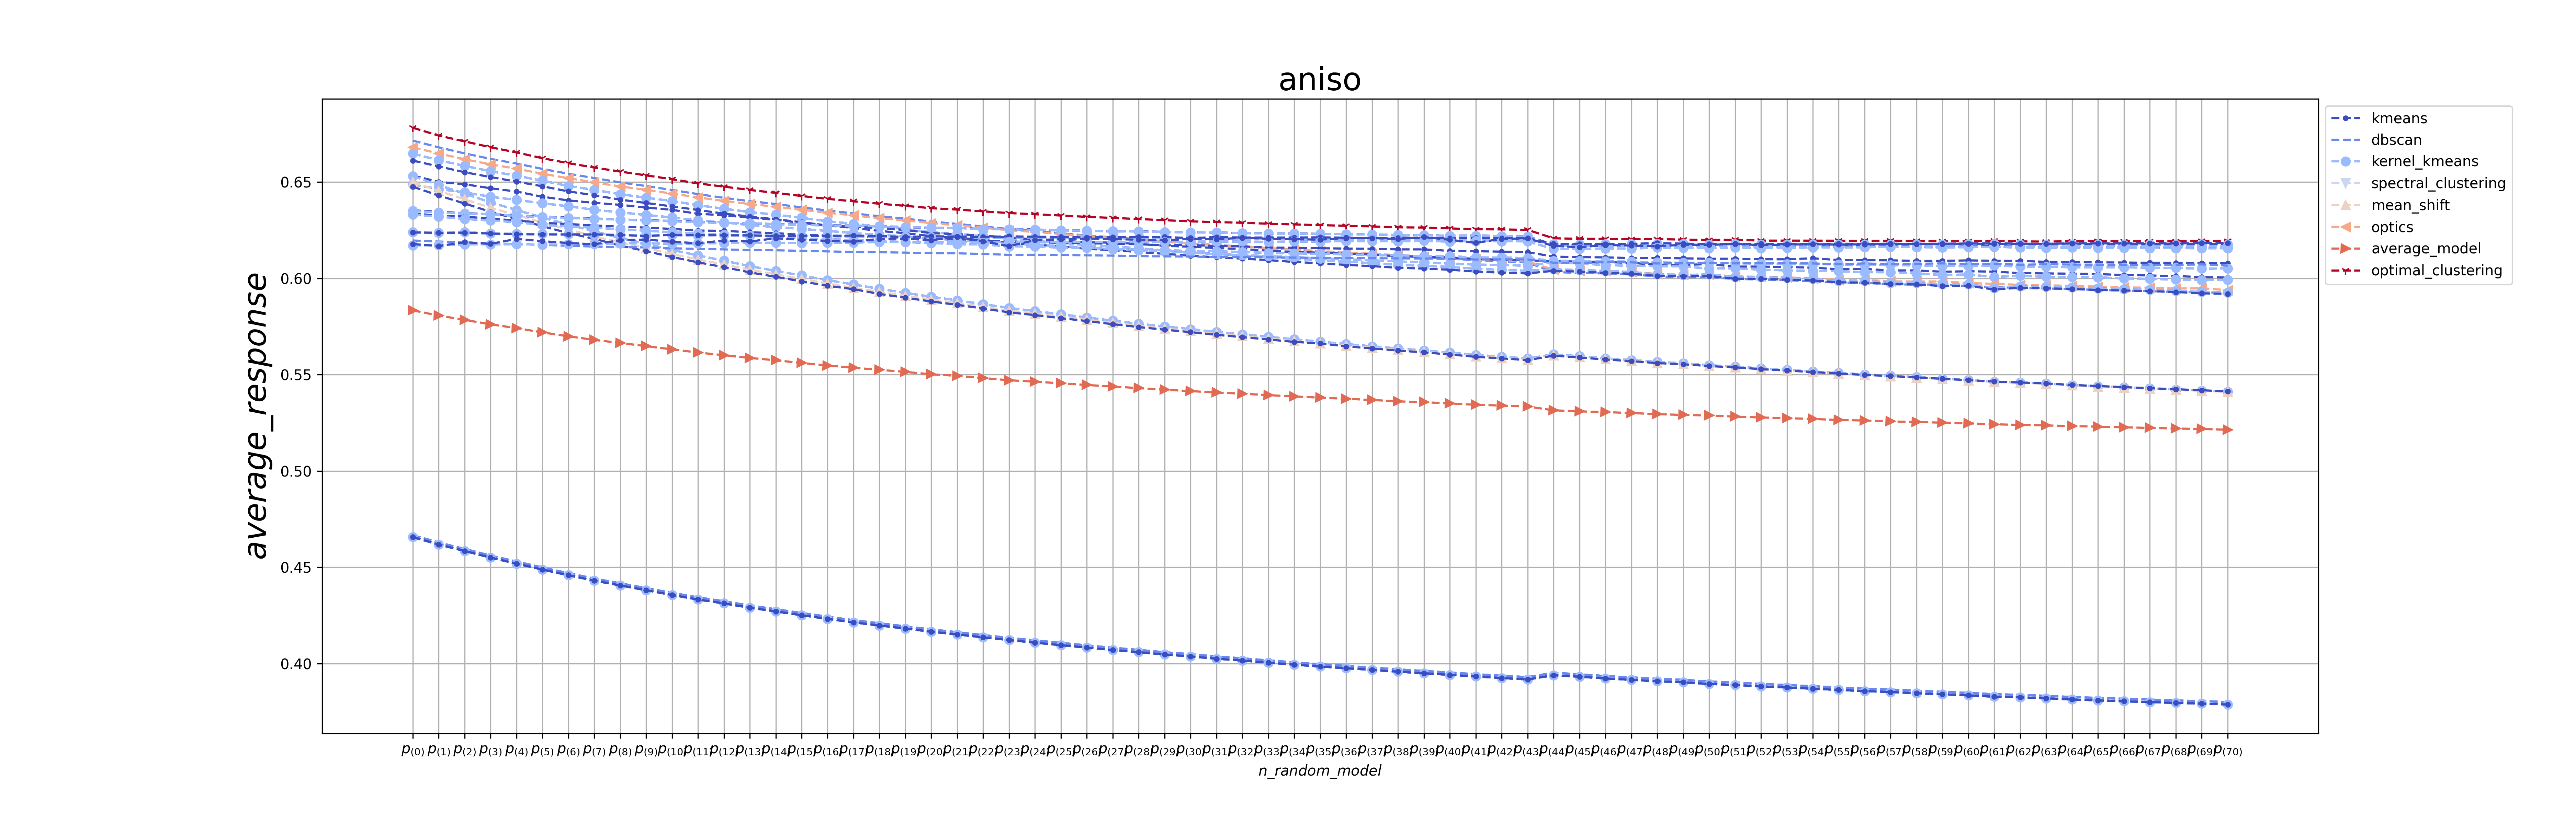 aniso
average_response
0.65
0.60
0.55
0.50
0.45
0.40
p(0) p(1) p(2) p(3) p(4) p(5) p(6) p(7) p(8) p(9) p(10) p(11) p(12) p(13) p(14) p(15) p(16) p(17) p(18) p(19) p(20) p(21) p(22) p(23) p(24) p(25) p(26) p(27) p(28) p(29) p(30) p(31) p(32) p(33) p(34) p(35) p(36) p(37) p(38) p(39) p(40) p(41) p(42) p(43) p(44) p(45) p(46) p(47) p(48) p(49) p(50) p(51) p(52) p(53) p(54) p(55) p(56) p(57) p(58) p(59) p(60) p(61) p(62) p(63) p(64) p(65) p(66) p(67) p(68) p(69) p(70)
n_random_model
kmeans
dbscan
kernel_kmeans
spectral_clustering
mean_shift
optics
average_model
optimal_clustering